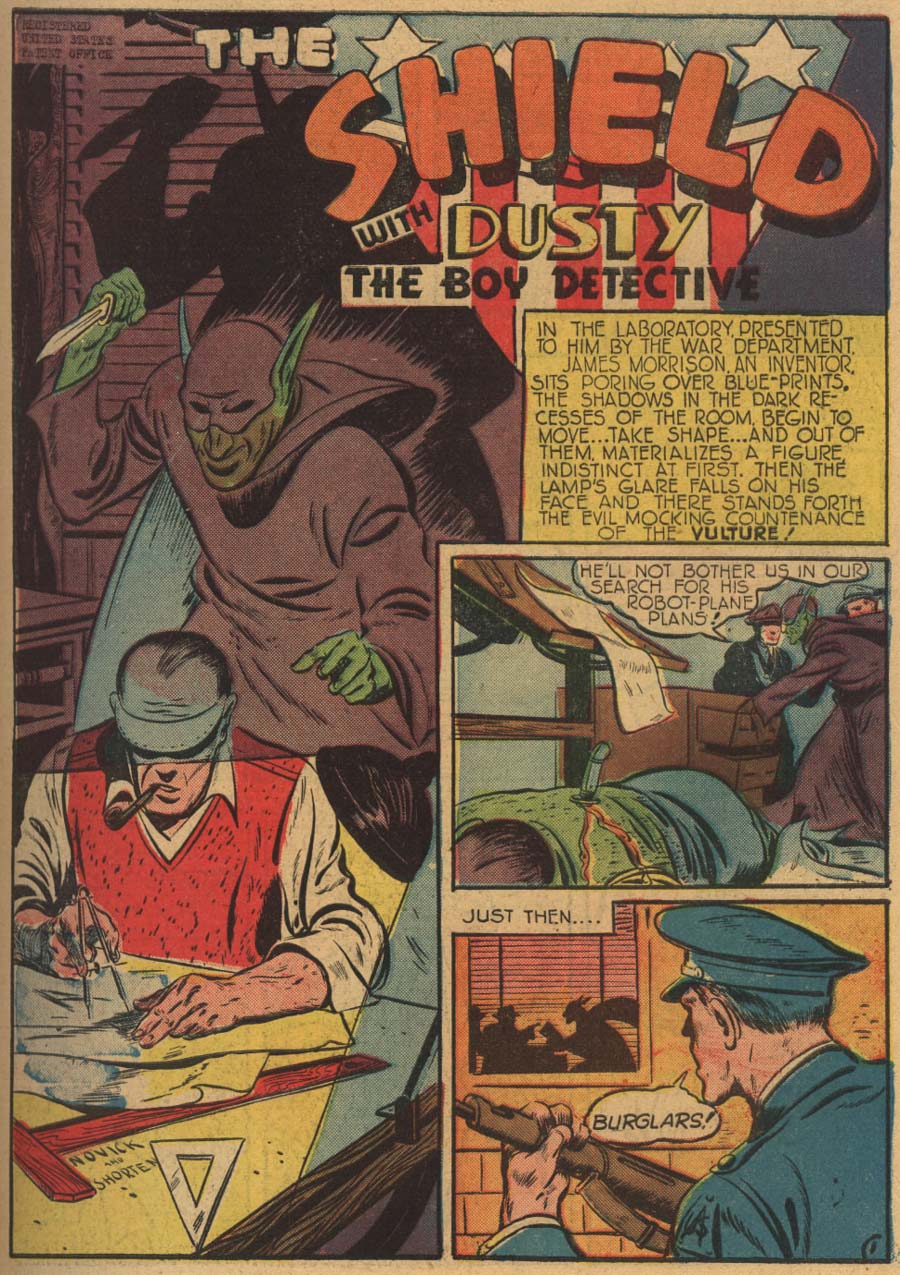 REGISTERED
UNITED STATES
PATENT OFFICE
THE
SHIELD
WITH DUSTY
THE BOY DETECTIVE
IN THE LABORATORY, PRESENTED
TO HIM BY THE WAR DEPARTMENT.
JAMES MORRISON, AN INVENTOR,
SITS PORING OVER BLUE-PRINTS.
THE SHADOWS IN THE DARK RE-
CESSES OF THE ROOM, BEGIN TO
MOVE...TAKE SHAPE...AND OUT OF
THEM, MATERIALIZES A FIGURE,
INDISTINCT AT FIRST. THEN THE
LAMP'S GLARE FALLS ON HIS
FACE AND THERE STANDS FORTH
THE EVIL MOCKING COUNTENANCE
OF THE VULTURE!
HE'LL NOT BOTHER US IN OUR
SEARCH FOR HIS
ROBOT-PLANE
PLANS!
JUST THEN....
BURGLARS!
NOVICK
AND
SHORTEN
1